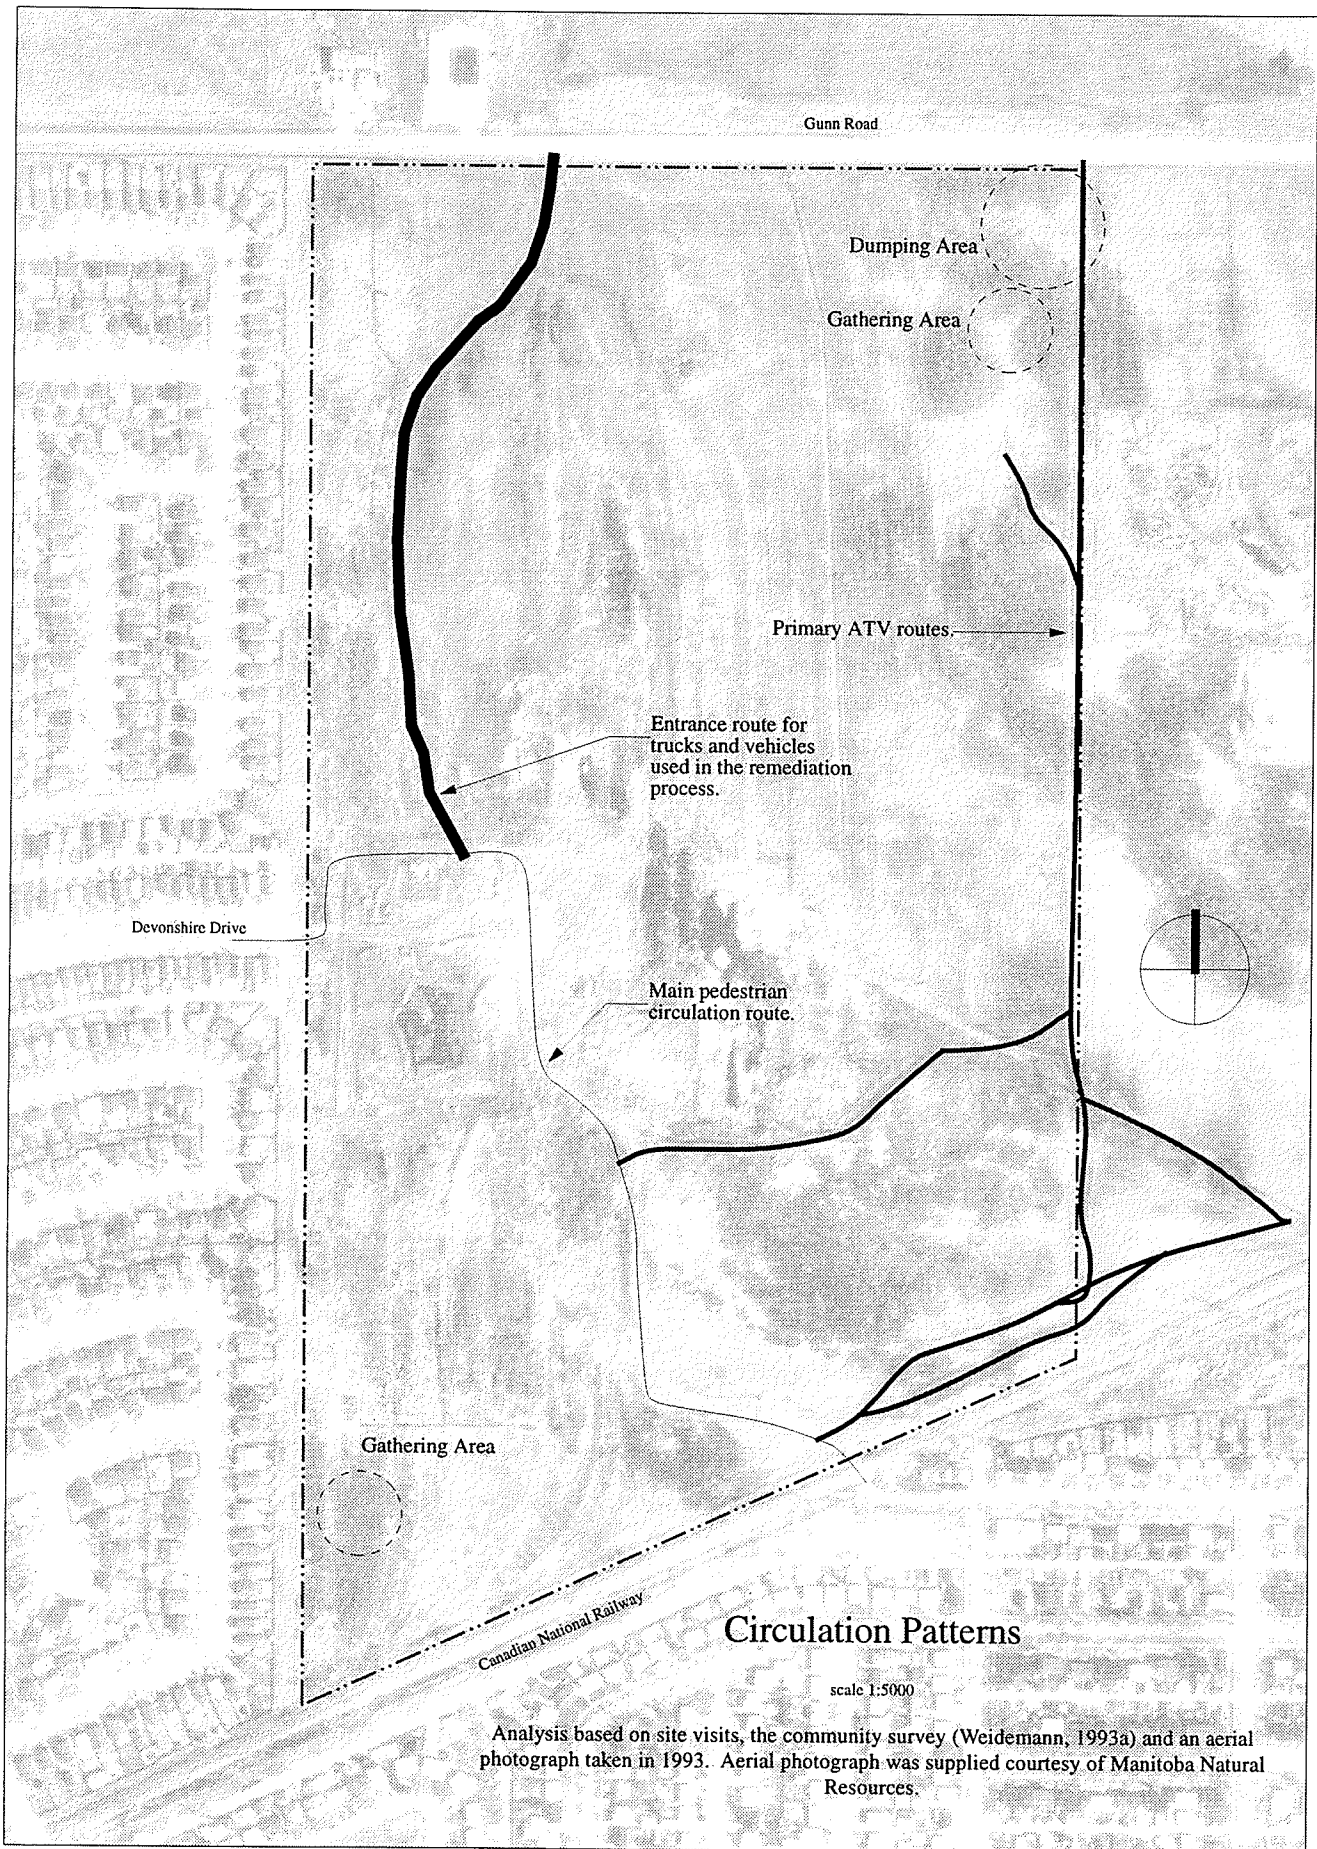 Gunn Road
Dumping Area
Gathering Area
Primary ATV routes.
Entrance route for
trucks and vehicles
used in the remediation
process.
Devonshire Drive
Main pedestrian
circulation route.
Gathering Area
Canadian National Railway
Circulation Patterns
scale 1:5000
Analysis based on site visits, the community survey (Weidemann, 1993a) and an aerial
photograph taken in 1993. Aerial photograph was supplied courtesy of Manitoba Natural
Resources.